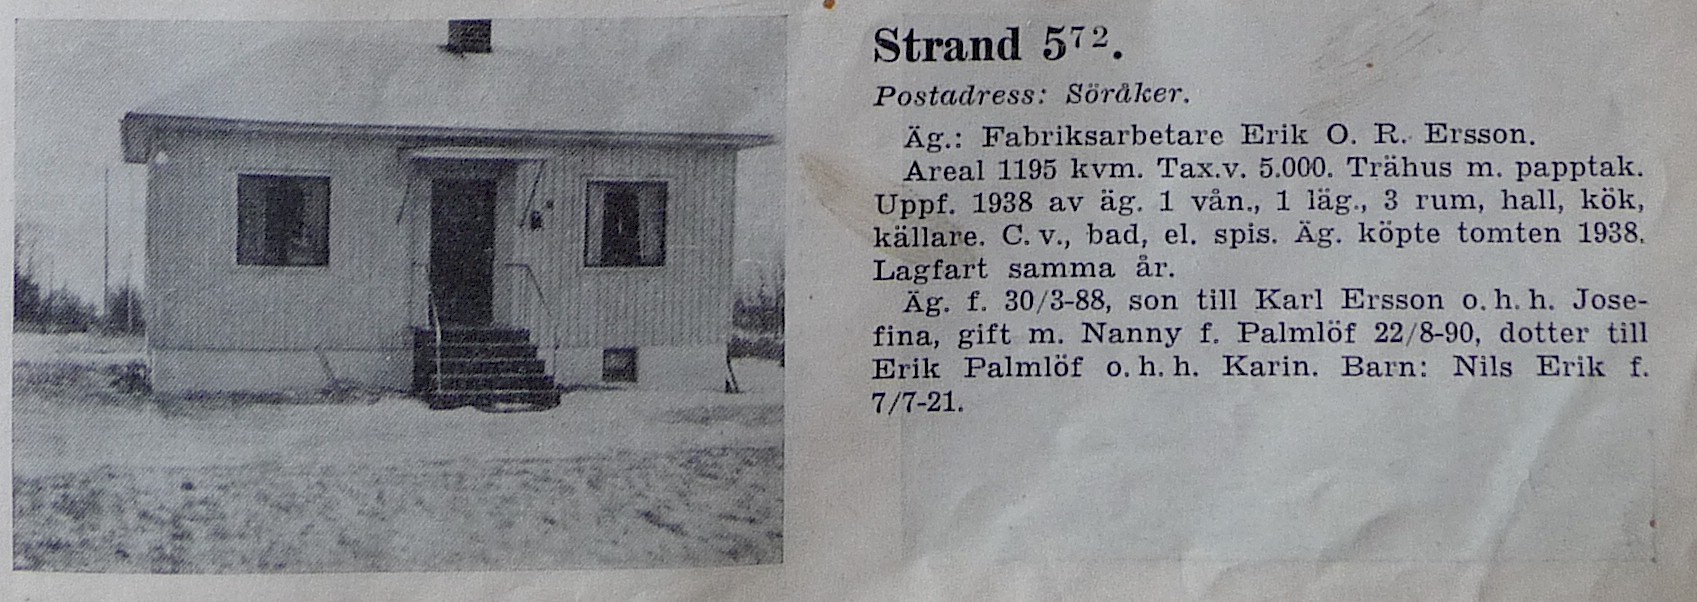 Strand 5⁷².
Postadress: Söråker.
Äg.: Fabriksarbetare Erik O. R. Ersson.
Areal 1195 kvm. Tax.v. 5.000. Trähus m. papptak.
Uppf. 1938 av äg. 1 vån., 1 läg., 3 rum, hall, kök,
källare. C. v., bad, el. spis. Äg. köpte tomten 1938.
Lagfart samma år.
Äg. f. 30/3-88, son till Karl Ersson o. h. h. Jose-
fina, gift m. Nanny f. Palmlöf 22/8-90, dotter till
Erik Palmlöf o. h. h. Karin. Barn: Nils Erik f.
7/7-21.